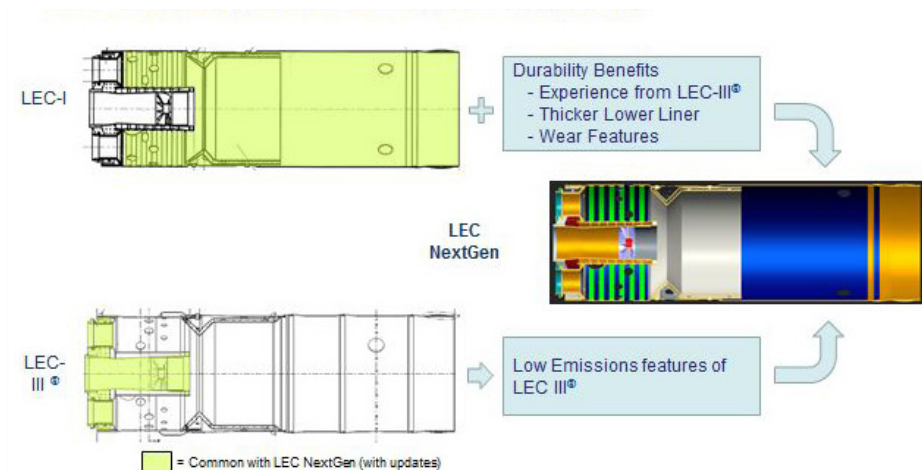 LEC-I
Durability Benefits
- Experience from LEC-III®
- Thicker Lower Liner
- Wear Features
LEC
NextGen
LEC-
III ®
Low Emissions features of
LEC III®
= Common with LEC NextGen (with updates)